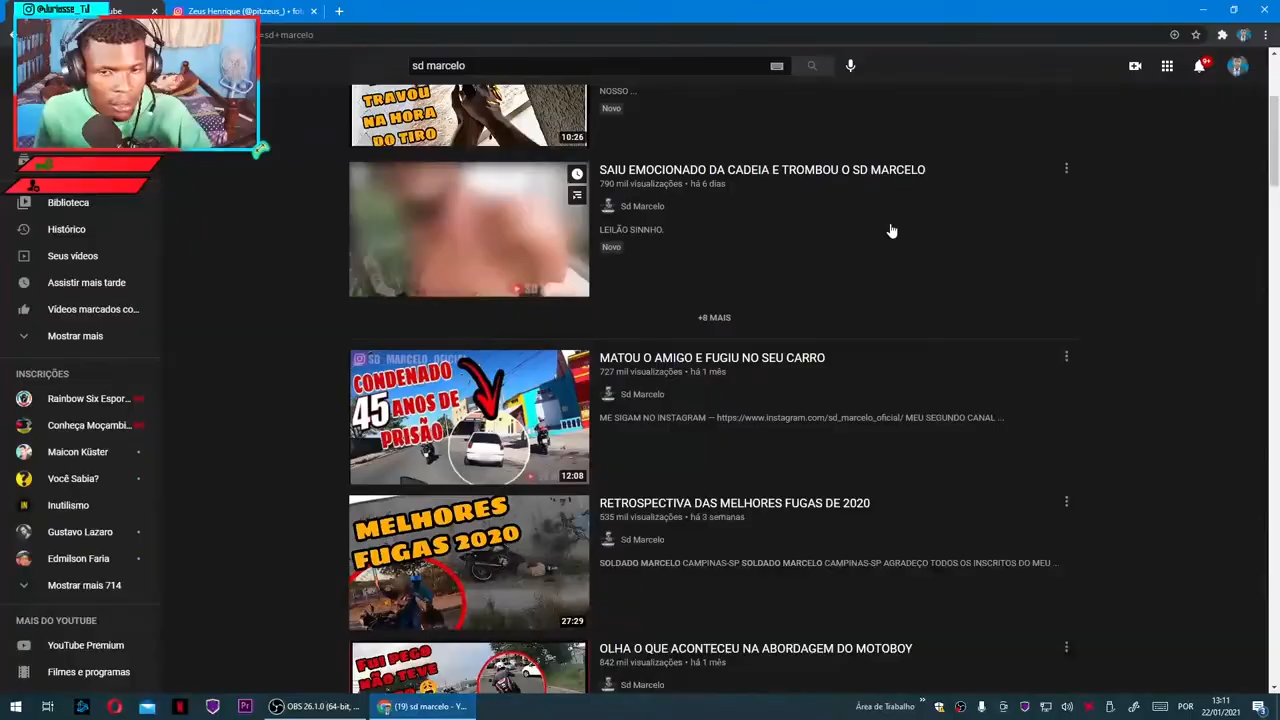 @Juriosse_TJ
be
Zeus Henrique (@pit.zeus_) • fot
=sd+marcelo
sd marcelo
9+
TRAVOU
NA HORA
DO TIRO
10:26
NOSSO ...
Novo
SAIU EMOCIONADO DA CADEIA E TROMBOU O SD MARCELO
790 mil visualizações • há 6 dias
Sd Marcelo
LEILÃO SINNHO.
Novo
+8 MAIS
Biblioteca
Histórico
Seus vídeos
Assistir mais tarde
Vídeos marcados co...
Mostrar mais
INSCRIÇÕES
Rainbow Six Espor...
Conheça Moçambi...
Maicon Küster
Você Sabia?
Inutilismo
Gustavo Lazaro
Edmilson Faria
Mostrar mais 714
MAIS DO YOUTUBE
YouTube Premium
Filmes e programas
SD_MARCELO_OFICIAL
CONDENADO
45 ANOS DE
PRISÃO
12:08
MATOU O AMIGO E FUGIU NO SEU CARRO
727 mil visualizações • há 1 mês
Sd Marcelo
ME SIGAM NO INSTAGRAM — https://www.instagram.com/sd_marcelo_oficial/ MEU SEGUNDO CANAL ...
MELHORES
FUGAS 2020
27:29
RETROSPECTIVA DAS MELHORES FUGAS DE 2020
535 mil visualizações • há 3 semanas
Sd Marcelo
SOLDADO MARCELO CAMPINAS-SP SOLDADO MARCELO CAMPINAS-SP AGRADEÇO TODOS OS INSCRITOS DO MEU ...
FUI PEGO
NÃO TEVE
OLHA O QUE ACONTECEU NA ABORDAGEM DO MOTOBOY
842 mil visualizações • há 1 mês
Sd Marcelo
OBS 26.1.0 (64-bit, ...
(19) sd marcelo - Y...
Área de Trabalho
POR
13:11
22/01/2021